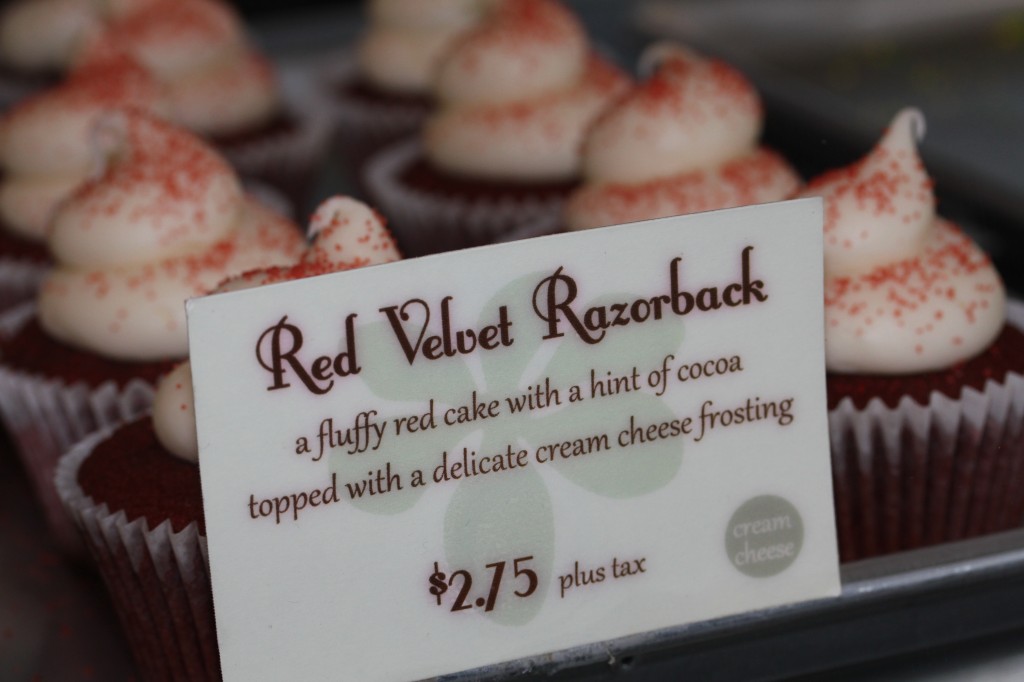 Red Velvet Razorback
a fluffy red cake with a hint of cocoa
topped with a delicate cream cheese frosting
$2.75 plus tax
cream
cheese